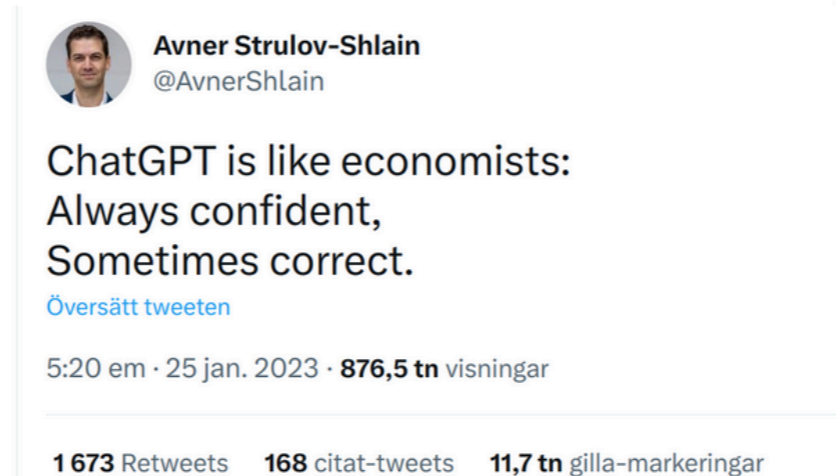 Avner Strulov-Shlain
@AvnerShlain
ChatGPT is like economists:
Always confident,
Sometimes correct.
Översätt tweeten
5:20 em · 25 jan. 2023 · 876,5 tn visningar
1 673 Retweets 168 citat-tweets 11,7 tn gilla-markeringar